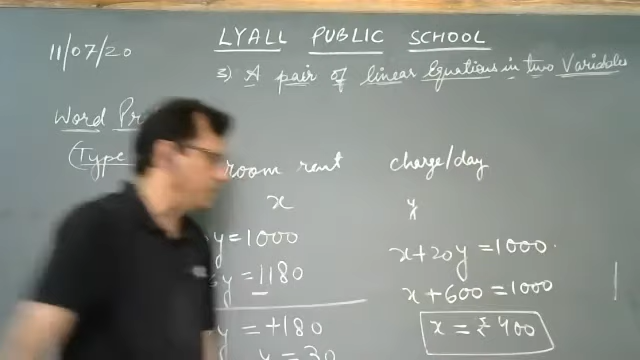 11/07/20
LYALL PUBLIC SCHOOL
3) A pair of linear Equations in two Variables
Word
(Type
room rent
charge/day
x
y
y = 1000
y = 1180
y = +180
y = 30
x + 20y = 1000
x + 600 = 1000
x = ₹ 400